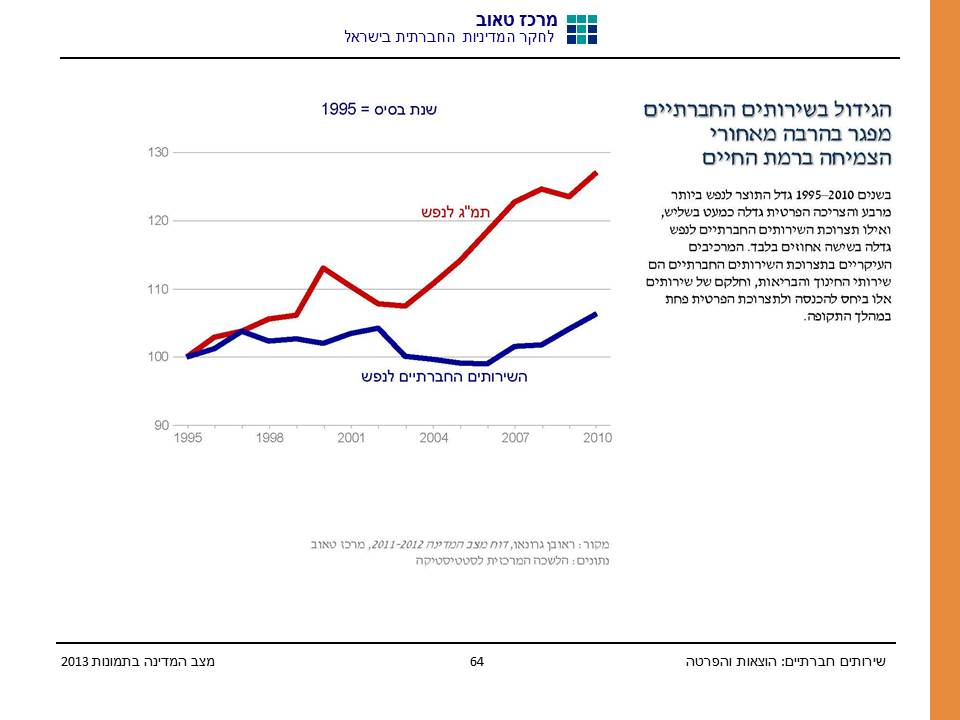 מרכז טאוב
לחקר המדיניות החברתית בישראל
הגידול בשירותים החברתיים
מפגר בהרבה מאחורי
הצמיחה ברמת החיים
בשנים 1995–2010 גדל התוצר לנפש ביותר
מרבע והצריכה הפרטית גדלה כמעט בשליש,
ואילו תצרוכת השירותים החברתיים לנפש
גדלה בשישה אחוזים בלבד. המרכיבים
העיקריים בתצרוכת השירותים החברתיים הם
שירותי החינוך והבריאות, וחלקם של שירותים
אלו ביחס להכנסה ולתצרוכת הפרטית פחת
במהלך התקופה.
שנת בסיס = 1995
130
120
110
100
90
תמ"ג לנפש
השירותים החברתיים לנפש
1995 1998 2001 2004 2007 2010
מקור: ראובן גרונאו, דוח מצב המדינה 2011-2012, מרכז טאוב
נתונים: הלשכה המרכזית לסטטיסטיקה
שירותים חברתיים: הוצאות והפרטה
64
מצב המדינה בתמונות 2013